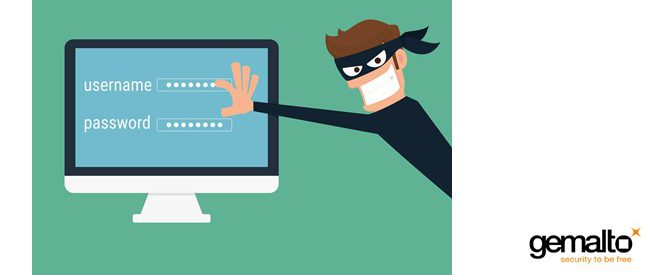 username
password
gemalto
security to be free